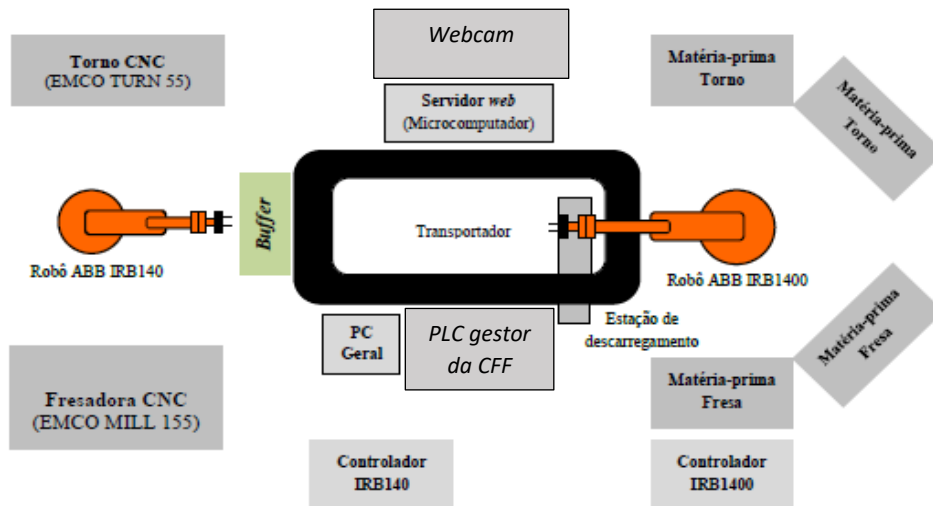 Torno CNC
(EMCO TURN 55)
Webcam
Servidor web
(Microcomputador)
Matéria-prima
Torno
Matéria-prima
Torno
Buffer
Transportador
Robô ABB IRB140
Robô ABB IRB1400
PC
Geral
PLC gestor
da CFF
Estação de
descarregamento
Matéria-prima
Fresa
Matéria-prima
Fresa
Fresadora CNC
(EMCO MILL 155)
Controlador
IRB140
Controlador
IRB1400